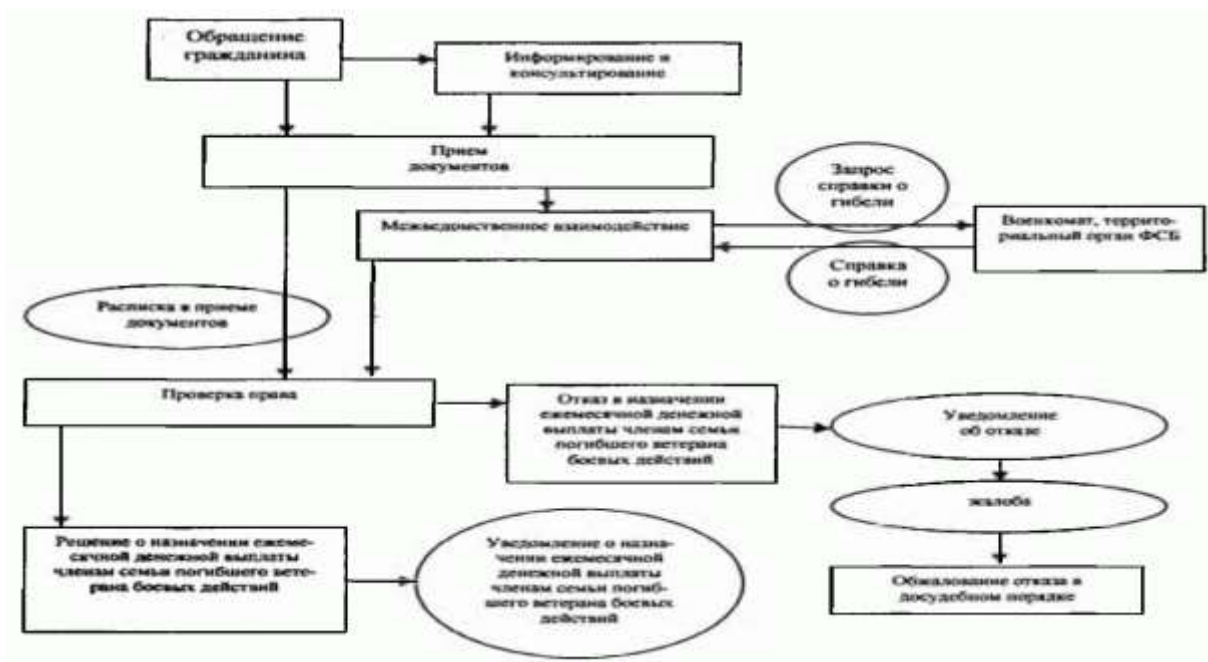 Обращение
гражданина
Информирование и
консультирование
Прием
документов
Запрос
справки о
гибели
Межведомственное взаимодействие
Военкомат, террито-
риальный орган ФСБ
Справка
о гибели
Расписка в приеме
документов
Проверка права
Отказ в назначении
ежемесячной денежной
выплаты членам семьи
погибшего ветерана
боевых действий
Уведомление
об отказе
жалоба
Решение о назначении ежеме-
сячной денежной выплаты
членам семьи погибшего вете-
рана боевых действий
Уведомление о назна-
чении ежемесячной
денежной выплаты
членам семьи погиб-
шего ветерана боевых
действий
Обжалование отказа в
досудебном порядке